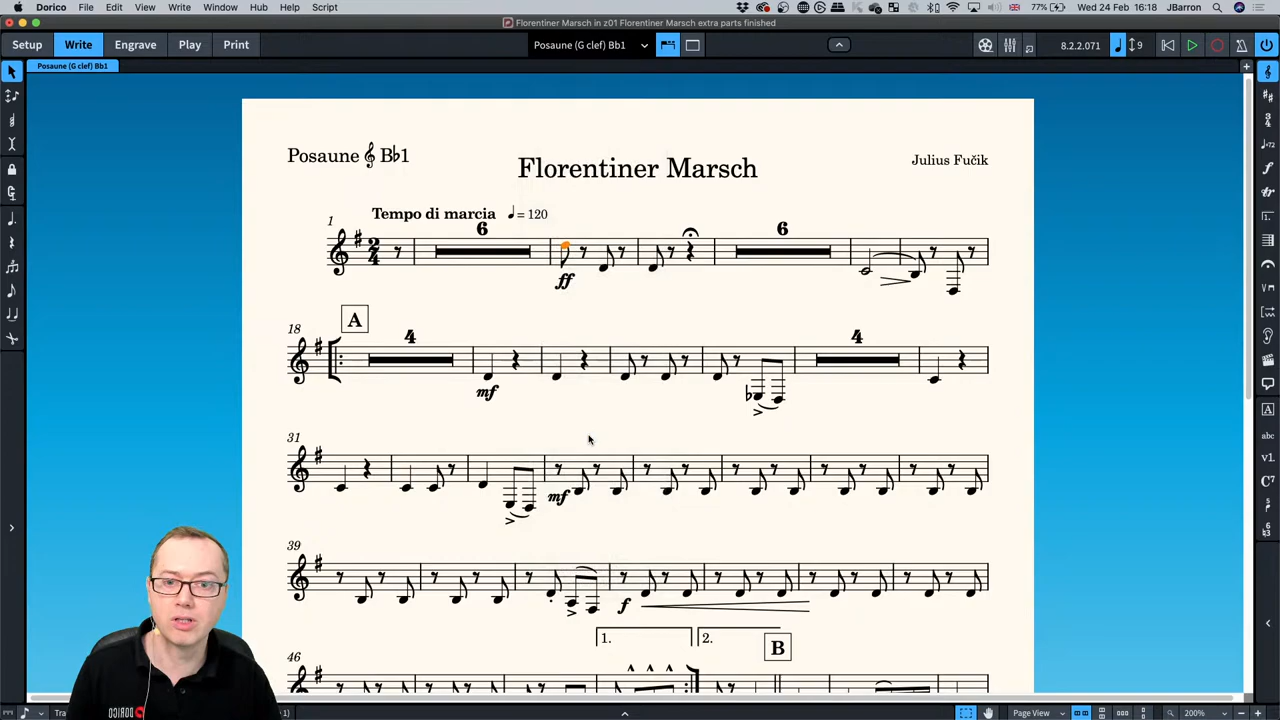 Dorico File Edit View Write Window Hub Help Script 77% Wed 24 Feb 16:18 JBarron
Florentiner Marsch in z01 Florentiner Marsch extra parts finished
Setup Write Engrave Play Print Posaune (G clef) Bb1 8.2.2.071 9
Posaune (G clef) Bb1
Posaune B♭1
Florentiner Marsch
Julius Fučik
Tempo di marcia = 120
1 6 6
2
4
ff
A
18 4 4
mf
31
mf
39
f
1. 2. B
46
DORICO
Page View 200%